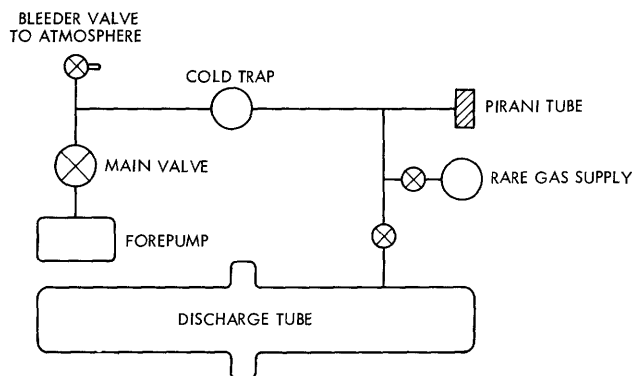 BLEEDER VALVE
TO ATMOSPHERE
COLD TRAP
PIRANI TUBE
MAIN VALVE
RARE GAS SUPPLY
FOREPUMP
DISCHARGE TUBE